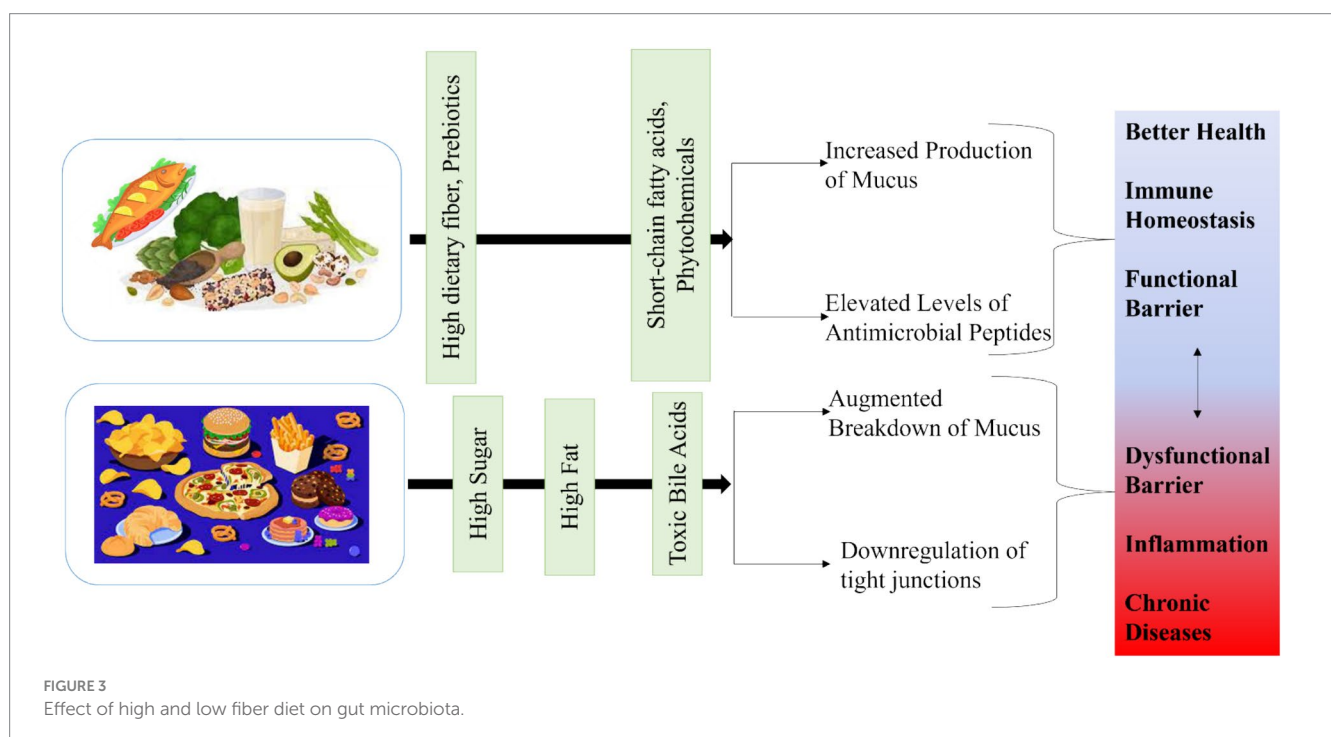 High dietary fiber, Prebiotics
Short-chain fatty acids,
Phytochemicals
Increased Production
of Mucus
Elevated Levels of
Antimicrobial Peptides
High Sugar
High Fat
Toxic Bile Acids
Augmented
Breakdown of Mucus
Downregulation of
tight junctions
Better Health
Immune
Homeostasis
Functional
Barrier
Dysfunctional
Barrier
Inflammation
Chronic
Diseases
FIGURE 3
Effect of high and low fiber diet on gut microbiota.